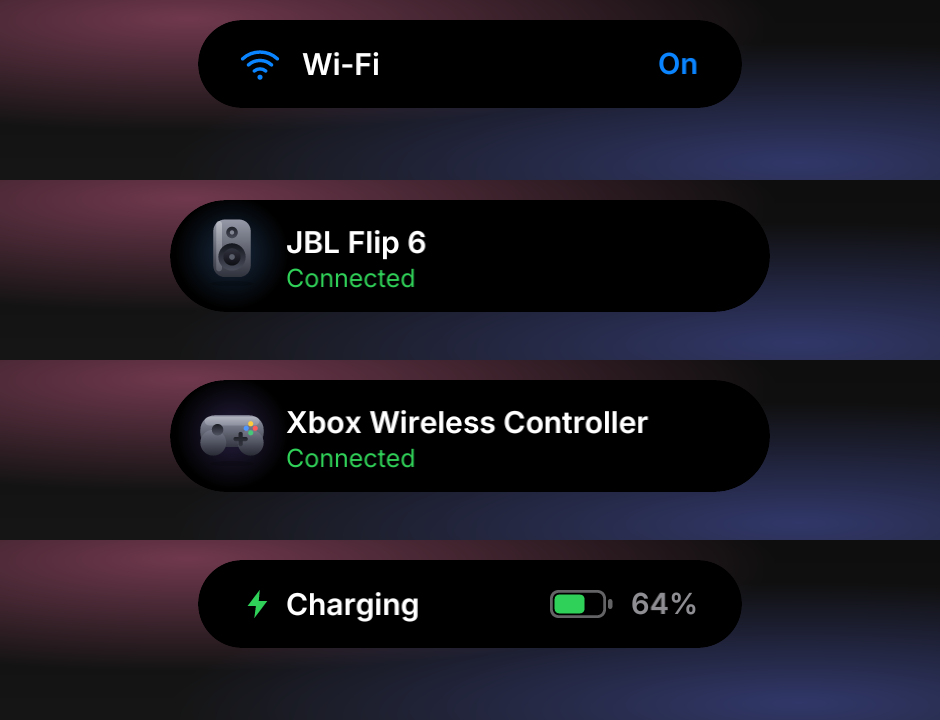 Wi-Fi On
JBL Flip 6
Connected
Xbox Wireless Controller
Connected
Charging 64%